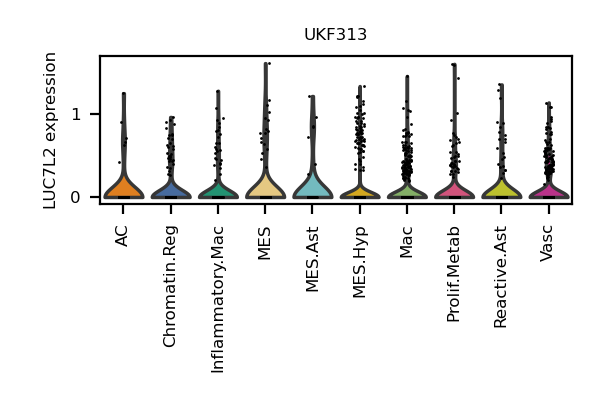 UKF313
LUC7L2 expression
1
0
AC
Chromatin.Reg
Inflammatory.Mac
MES
MES.Ast
MES.Hyp
Mac
Prolif.Metab
Reactive.Ast
Vasc